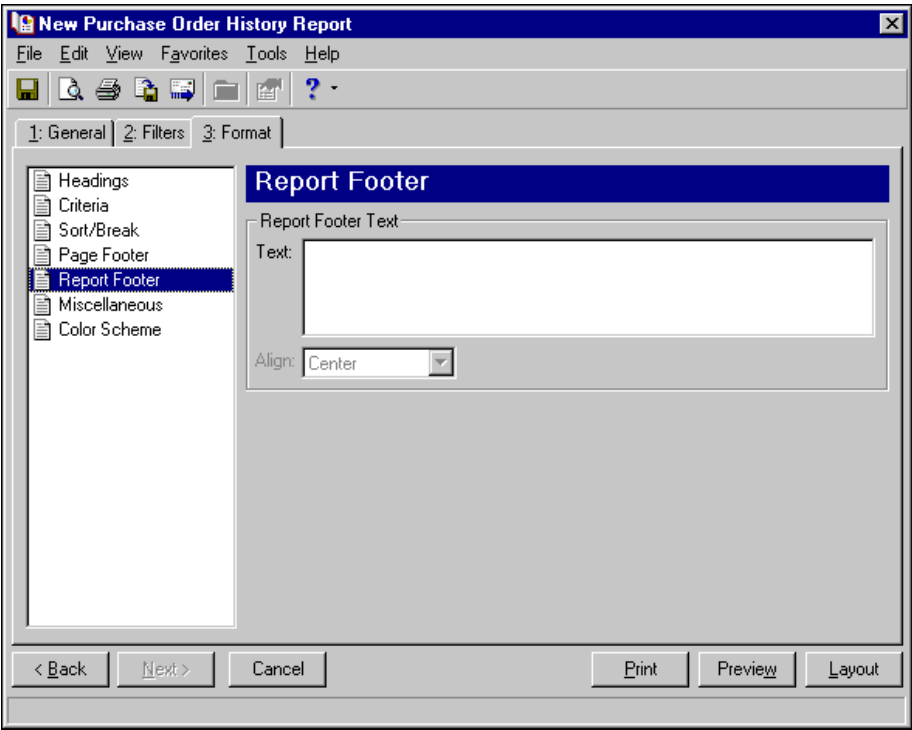 New Purchase Order History Report
File Edit View Favorites Tools Help
?
1: General 2: Filters 3: Format
Headings
Criteria
Sort/Break
Page Footer
Report Footer
Miscellaneous
Color Scheme
Report Footer
Report Footer Text
Text:
Align: Center
< Back Next > Cancel Print Preview Layout